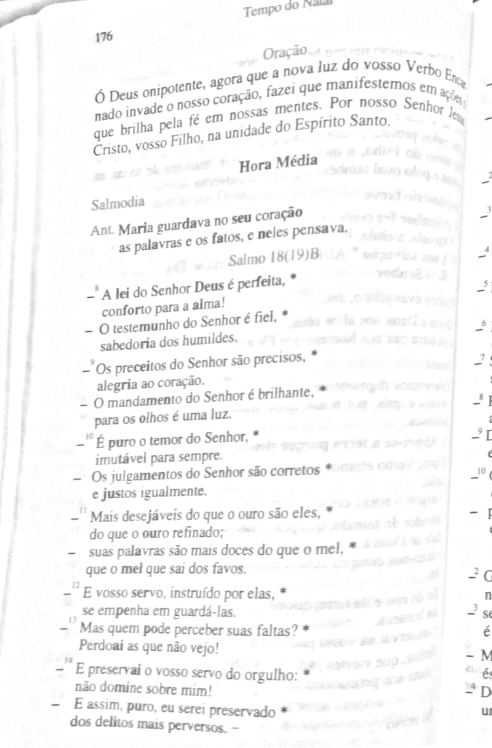 Tempo do Natal
176
Oração
Ó Deus onipotente, agora que a nova luz do vosso Verbo Enca
nado invade o nosso coração, fazei que manifestemos em ações
que brilha pela fé em nossas mentes. Por nosso Senhor Jesu
Cristo, vosso Filho, na unidade do Espírito Santo.
Hora Média
Salmodia
Ant. Maria guardava no seu coração
as palavras e os fatos, e neles pensava.
Salmo 18(19)B
– ⁸ A lei do Senhor Deus é perfeita, *
conforto para a alma!
– O testemunho do Senhor é fiel, *
sabedoria dos humildes.
– ⁹ Os preceitos do Senhor são precisos, *
alegria ao coração.
– O mandamento do Senhor é brilhante, *
para os olhos é uma luz.
– ¹⁰ É puro o temor do Senhor, *
imutável para sempre.
– Os julgamentos do Senhor são corretos *
e justos igualmente.
– ¹¹ Mais desejáveis do que o ouro são eles, *
do que o ouro refinado;
– suas palavras são mais doces do que o mel, *
que o mel que sai dos favos.
– ¹² E vosso servo, instruído por elas, *
se empenha em guardá-las.
– ¹³ Mas quem pode perceber suas faltas? *
Perdoai as que não vejo!
– ¹⁴ E preservai o vosso servo do orgulho: *
não domine sobre mim!
– E assim, puro, eu serei preservado *
dos delitos mais perversos. –